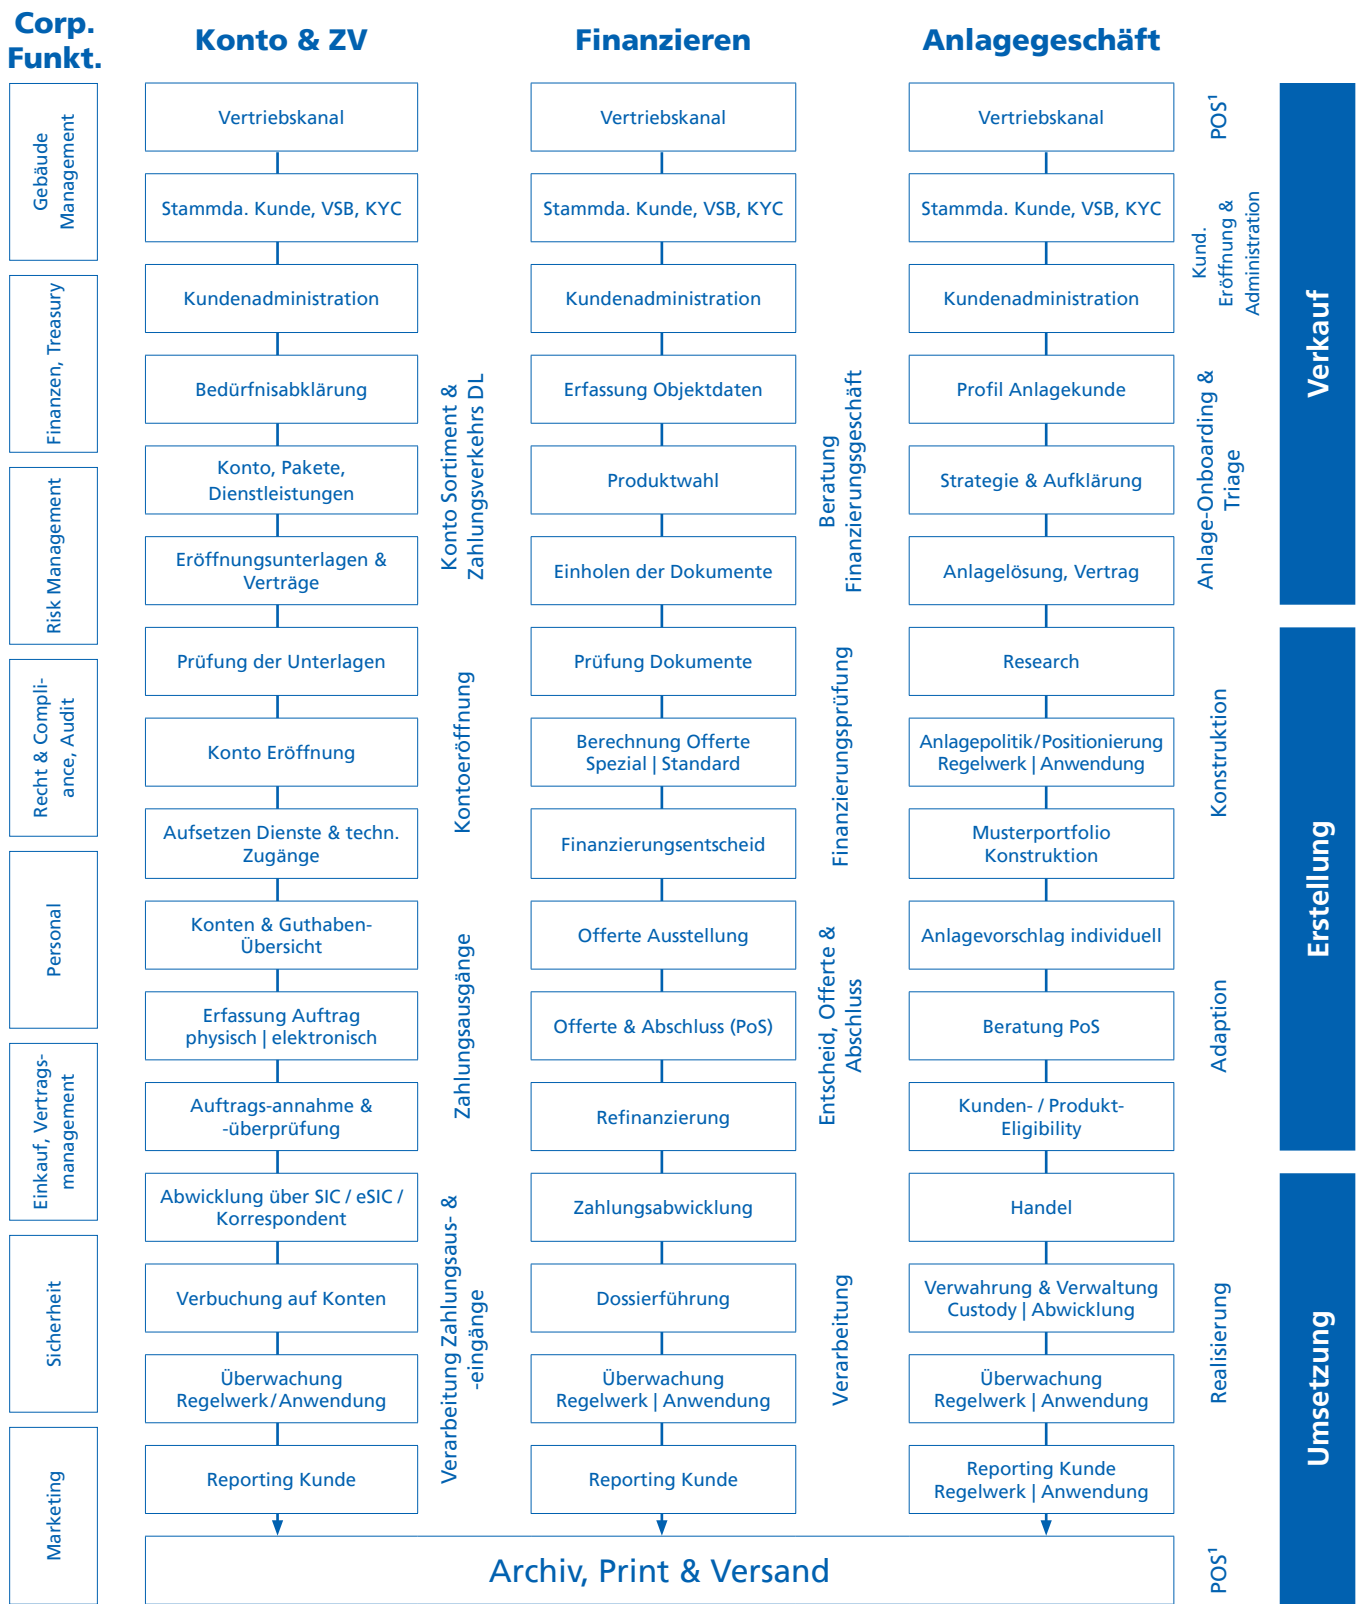 Corp.
Funkt.
Konto & ZV
Finanzieren
Anlagegeschäft
Gebäude
Management
Finanzen, Treasury
Risk Management
Recht & Compli-
ance, Audit
Personal
Einkauf, Vertrags-
management
Sicherheit
Marketing
Vertriebskanal
Stammda. Kunde, VSB, KYC
Kundenadministration
Bedürfnisabklärung
Konto, Pakete,
Dienstleistungen
Eröffnungsunterlagen &
Verträge
Prüfung der Unterlagen
Konto Eröffnung
Aufsetzen Dienste & techn.
Zugänge
Konten & Guthaben-
Übersicht
Erfassung Auftrag
physisch | elektronisch
Auftrags-annahme &
-überprüfung
Abwicklung über SIC / eSIC /
Korrespondent
Verbuchung auf Konten
Überwachung
Regelwerk/Anwendung
Reporting Kunde
Konto Sortiment &
Zahlungsverkehrs DL
Kontoeröffnung
Zahlungsausgänge
Verarbeitung Zahlungsaus- &
-eingänge
Vertriebskanal
Stammda. Kunde, VSB, KYC
Kundenadministration
Erfassung Objektdaten
Produktwahl
Einholen der Dokumente
Prüfung Dokumente
Berechnung Offerte
Spezial | Standard
Finanzierungsentscheid
Offerte Ausstellung
Offerte & Abschluss (PoS)
Refinanzierung
Zahlungsabwicklung
Dossierführung
Überwachung
Regelwerk | Anwendung
Reporting Kunde
Beratung
Finanzierungsgeschäft
Finanzierungsprüfung
Entscheid, Offerte &
Abschluss
Verarbeitung
Vertriebskanal
Stammda. Kunde, VSB, KYC
Kundenadministration
Profil Anlagekunde
Strategie & Aufklärung
Anlagelösung, Vertrag
Research
Anlagepolitik/Positionierung
Regelwerk | Anwendung
Musterportfolio
Konstruktion
Anlagevorschlag individuell
Beratung PoS
Kunden- / Produkt-
Eligibility
Handel
Verwahrung & Verwaltung
Custody | Abwicklung
Überwachung
Regelwerk | Anwendung
Reporting Kunde
Regelwerk | Anwendung
POS¹
Kund.
Eröffnung &
Administration
Anlage-Onboarding &
Triage
Konstruktion
Adaption
Realisierung
POS¹
Verkauf
Erstellung
Umsetzung
Archiv, Print & Versand